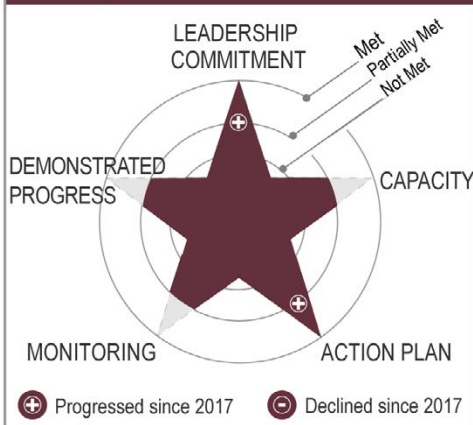 LEADERSHIP
COMMITMENT
Met
Partially Met
Not Met
DEMONSTRATED
PROGRESS
CAPACITY
MONITORING
ACTION PLAN
Progressed since 2017
Declined since 2017